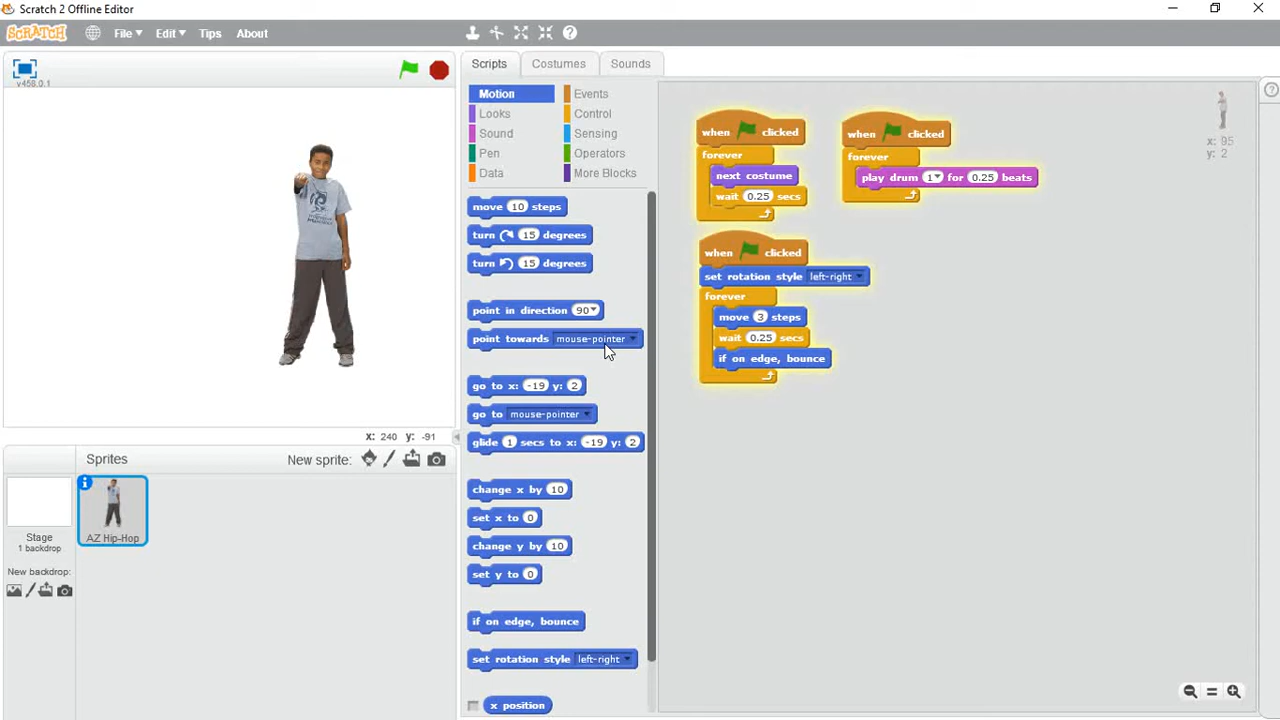 Scratch 2 Offline Editor
SCRATCH File Edit Tips About
v458.0.1
Scripts Costumes Sounds
Motion Events
Looks Control
Sound Sensing
Pen Operators
Data More Blocks
move 10 steps
turn 15 degrees
turn 15 degrees
point in direction 90
point towards mouse-pointer
go to x: -19 y: 2
go to mouse-pointer
glide 1 secs to x: -19 y: 2
change x by 10
set x to 0
change y by 10
set y to 0
if on edge, bounce
set rotation style left-right
x position
when clicked
forever
next costume
wait 0.25 secs
when clicked
forever
play drum 1 for 0.25 beats
when clicked
set rotation style left-right
forever
move 3 steps
wait 0.25 secs
if on edge, bounce
x: 95
y: 2
x: 240 y: -91
Sprites New sprite:
AZ Hip-Hop
Stage
1 backdrop
New backdrop: